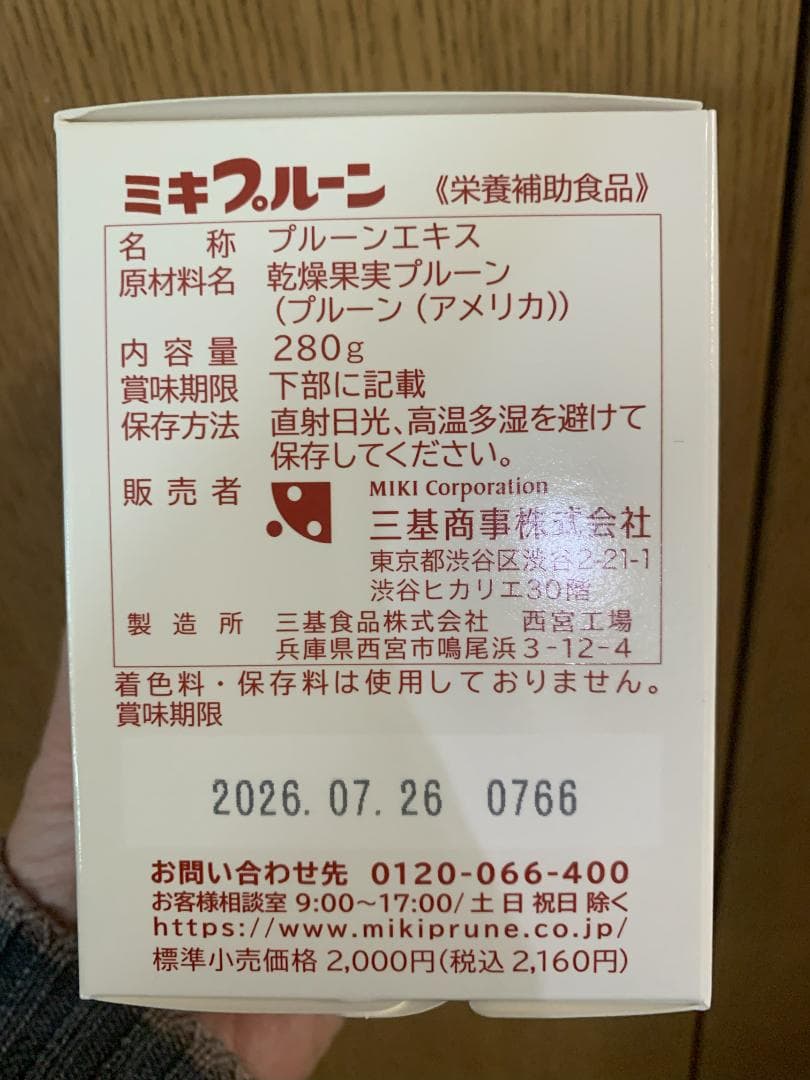 ミキプルーン 《栄養補助食品》
名称 プルーンエキス
原材料名 乾燥果実プルーン
(プルーン(アメリカ))
内容量 280g
賞味期限 下部に記載
保存方法 直射日光、高温多湿を避けて
保存してください。
販売者 MIKI Corporation
三基商事株式会社
東京都渋谷区渋谷2-21-1
渋谷ヒカリエ30階
製造所 三基食品株式会社 西宮工場
兵庫県西宮市鳴尾浜3-12-4
着色料・保存料は使用しておりません。
賞味期限
2026.07.26 0766
お問い合わせ先 0120-066-400
お客様相談室 9:00～17:00/土日祝日除く
https://www.mikiprune.co.jp/
標準小売価格 2,000円(税込 2,160円)